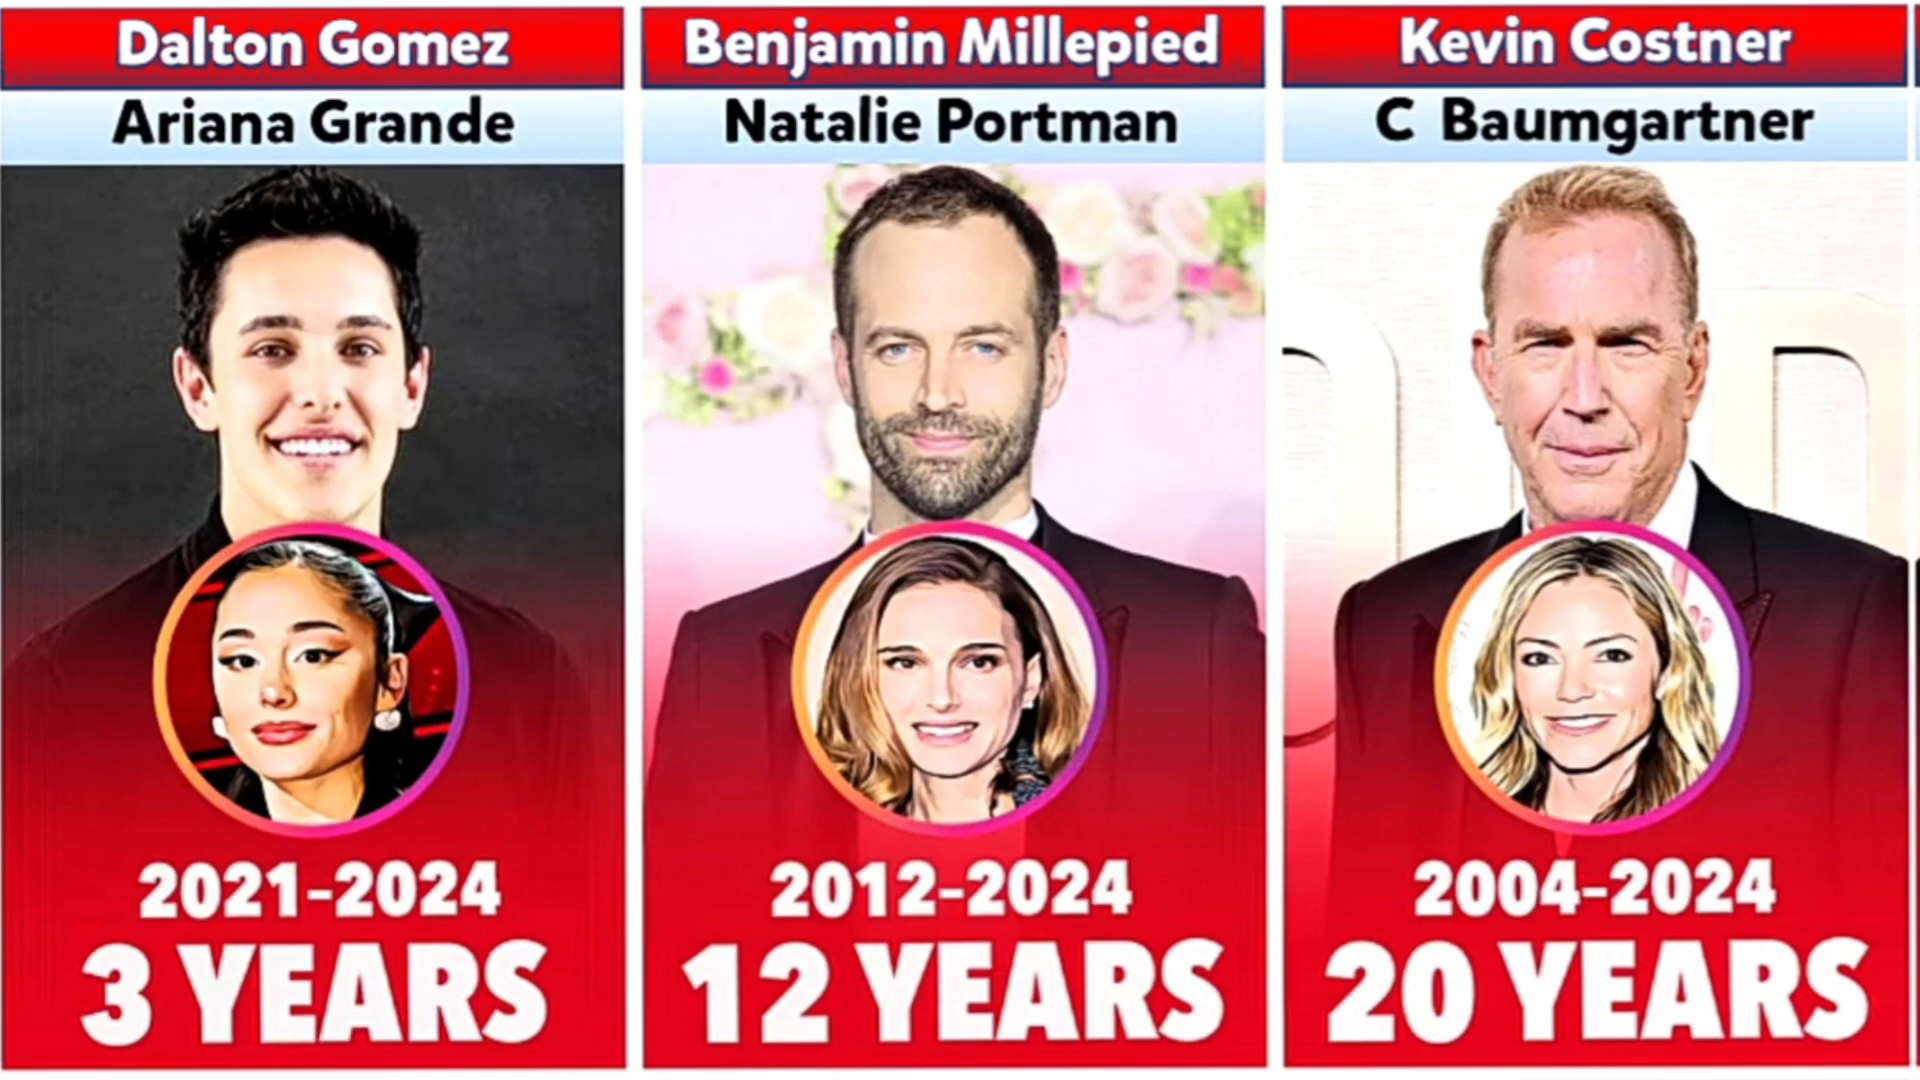 Dalton Gomez
Ariana Grande
2021-2024
3 YEARS
Benjamin Millepied
Natalie Portman
2012-2024
12 YEARS
Kevin Costner
C Baumgartner
2004-2024
20 YEARS